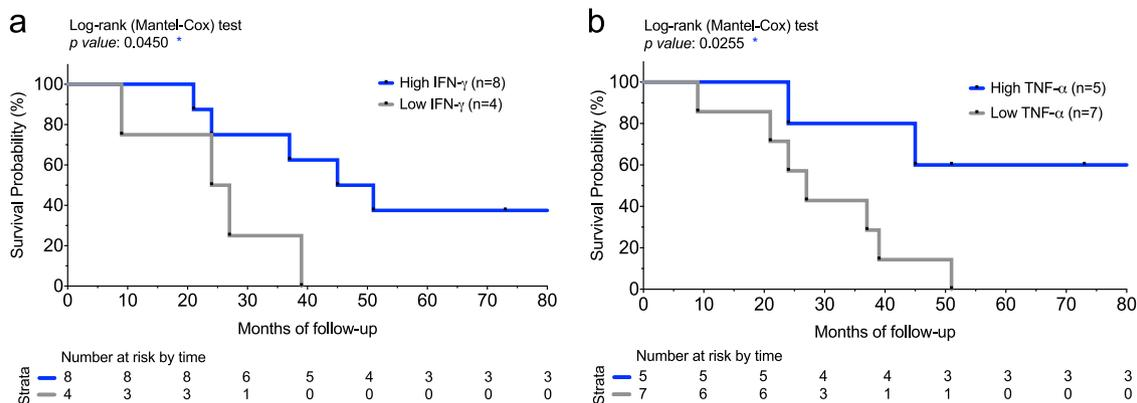 a
Log-rank (Mantel-Cox) test
p value: 0.0450 *
Survival Probability (%)
100
80
60
40
20
0
High IFN-γ (n=8)
Low IFN-γ (n=4)
0 10 20 30 40 50 60 70 80
Months of follow-up
Number at risk by time
Strata
8 8 8 6 5 4 3 3 3
4 3 3 1 0 0 0 0 0
b
Log-rank (Mantel-Cox) test
p value: 0.0255 *
Survival Probability (%)
100
80
60
40
20
0
High TNF-α (n=5)
Low TNF-α (n=7)
0 10 20 30 40 50 60 70 80
Months of follow-up
Number at risk by time
Strata
5 5 5 4 4 3 3 3 3
7 6 6 3 1 1 0 0 0